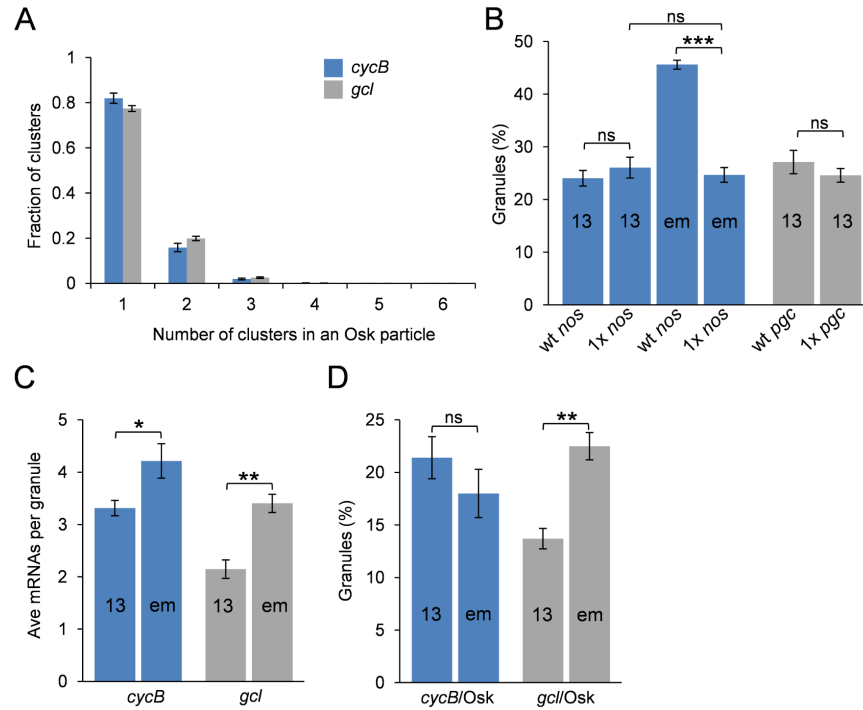 A
cycB
gcl
Fraction of clusters
1
0.8
0.6
0.4
0.2
0
1 2 3 4 5 6
Number of clusters in an Osk particle
B
ns
***
ns
ns
Granules (%)
50
40
30
20
10
0
13 13 em em 13 13
wt nos 1x nos wt nos 1x nos wt pgc 1x pgc
C
*
**
Ave mRNAs per granule
5
4
3
2
1
0
13 em 13 em
cycB gcl
D
ns
**
Granules (%)
25
20
15
10
5
0
13 em 13 em
cycB/Osk gcl/Osk